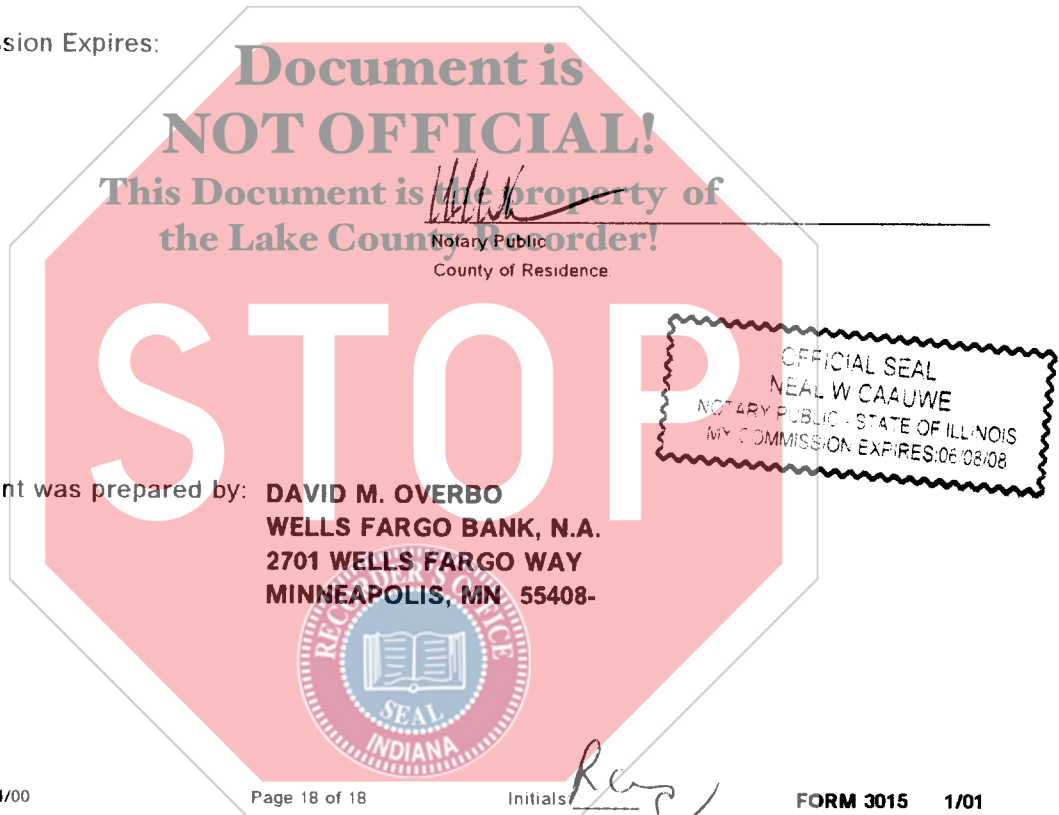 sion Expires:
Document is
NOT OFFICIAL!
This Document is the property of
the Lake County Recorder!
Notary Public
County of Residence:
STOP
OFFICIAL SEAL
NEAL W CAAUWE
NOTARY PUBLIC - STATE OF ILLINOIS
MY COMMISSION EXPIRES:06/08/08
nt was prepared by: DAVID M. OVERBO
WELLS FARGO BANK, N.A.
2701 WELLS FARGO WAY
MINNEAPOLIS, MN 55408-
RECORDER'S OFFICE
SEAL
INDIANA
/00 Page 18 of 18 Initials: FORM 3015 1/01